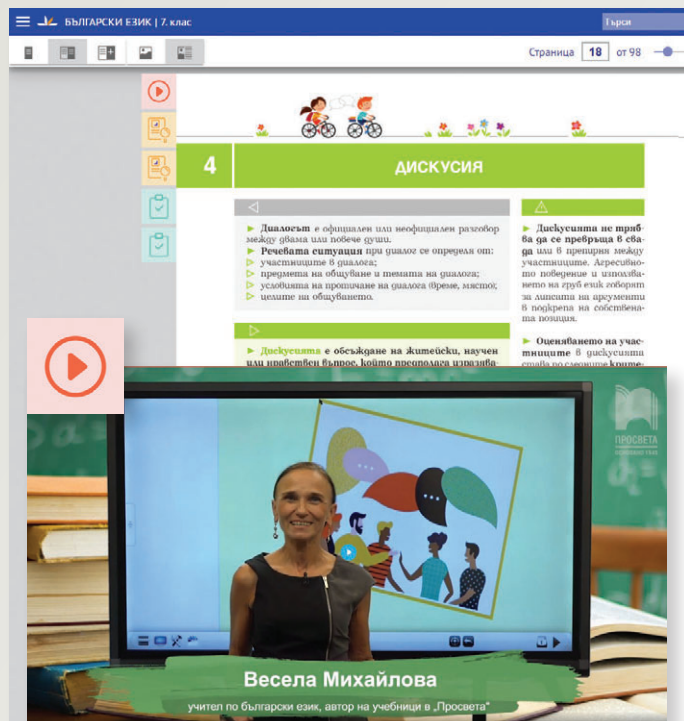 БЪЛГАРСКИ ЕЗИК | 7. клас
Търси
Страница 18 от 98
4
ДИСКУСИЯ
► Диалогът е официален или неофициален разговор
между двама или повече души.
► Речевата ситуация при диалог се определя от:
▷ участниците в диалога;
▷ предмета на общуване и темата на диалога;
▷ условията на протичане на диалога (време, място);
▷ целите на общуването.
► Дискусията е обсъждане на житейски, научен
или нравствен въпрос, който предполага изразява-
► Дискусията не тряб-
ва да се превръща в сва-
да или в препирня между
участниците. Агресивно-
то поведение и използва-
нето на груб език говорят
за липсата на аргументи
в подкрепа на собствена-
та позиция.
► Оценяването на учас-
тниците в дискусията
става по следните крите-
ПРОСВЕТА
Весела Михайлова
учител по български език, автор на учебници в „Просвета“